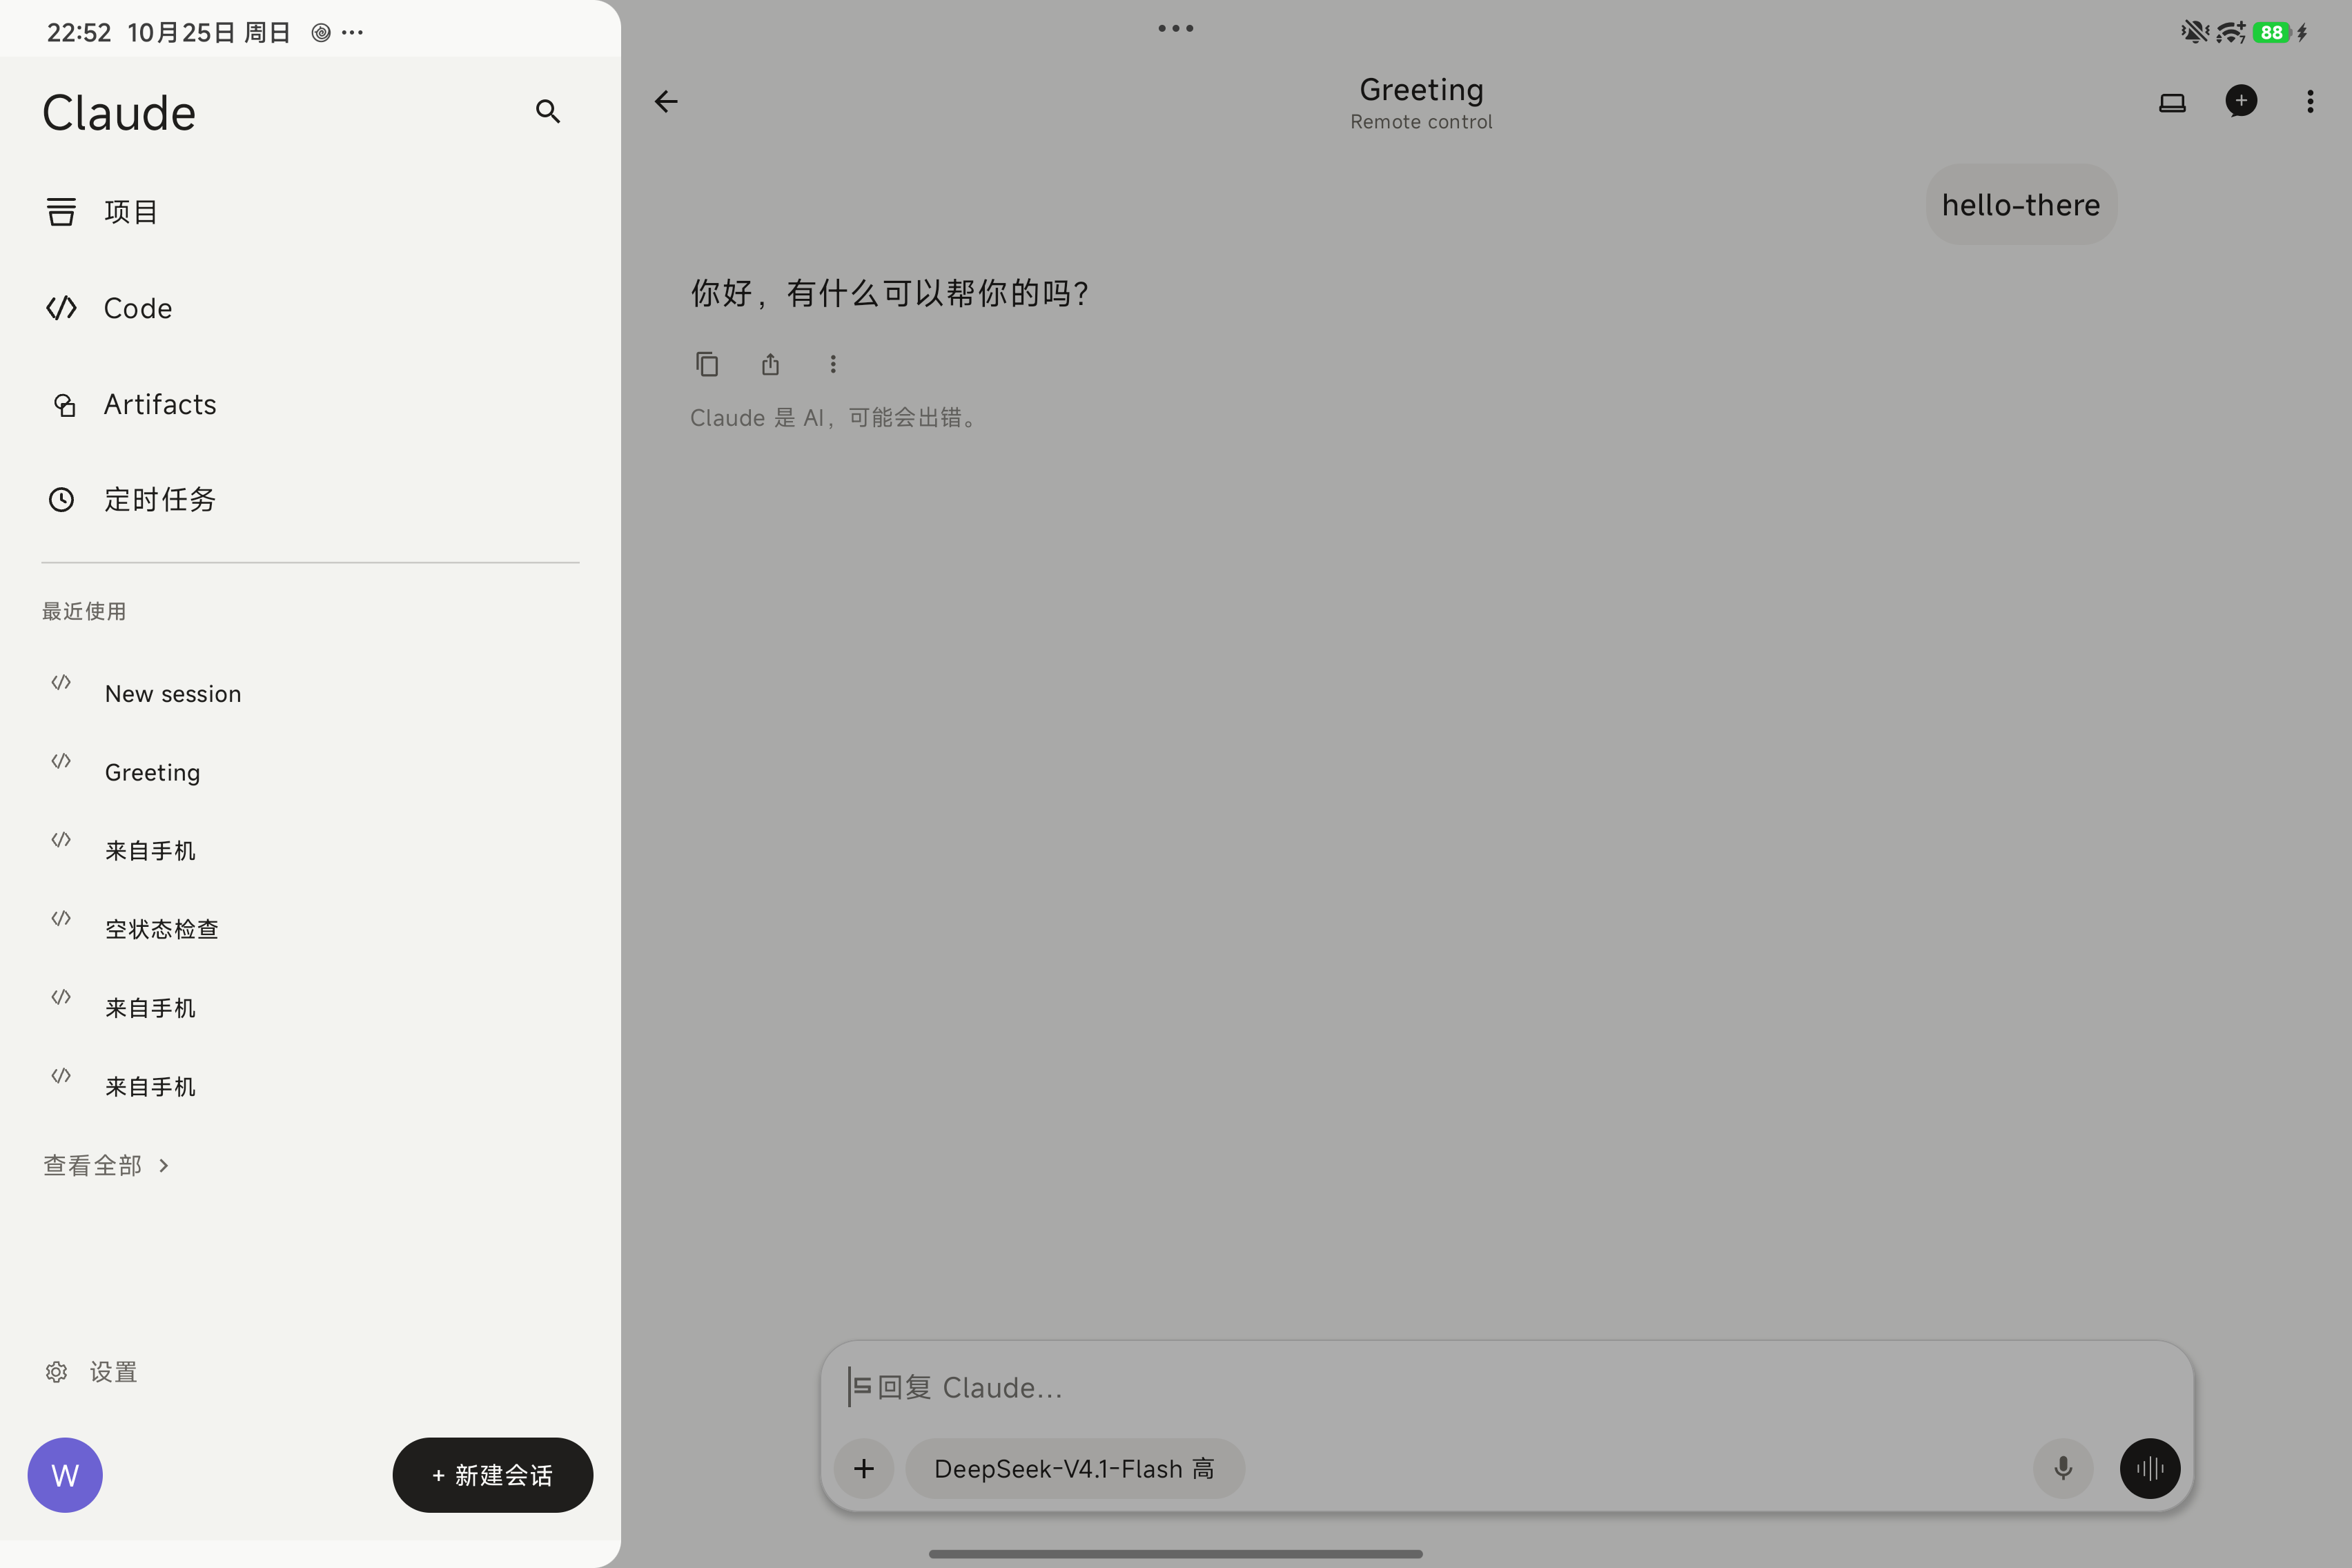 22:52 10月25日 周日
88
Claude
项目
Code
Artifacts
定时任务
最近使用
New session
Greeting
来自手机
空状态检查
来自手机
来自手机
查看全部
设置
W
+ 新建会话
Greeting
Remote control
hello-there
你好，有什么可以帮你的吗？
Claude 是 AI，可能会出错。
回复 Claude...
DeepSeek-V4.1-Flash 高